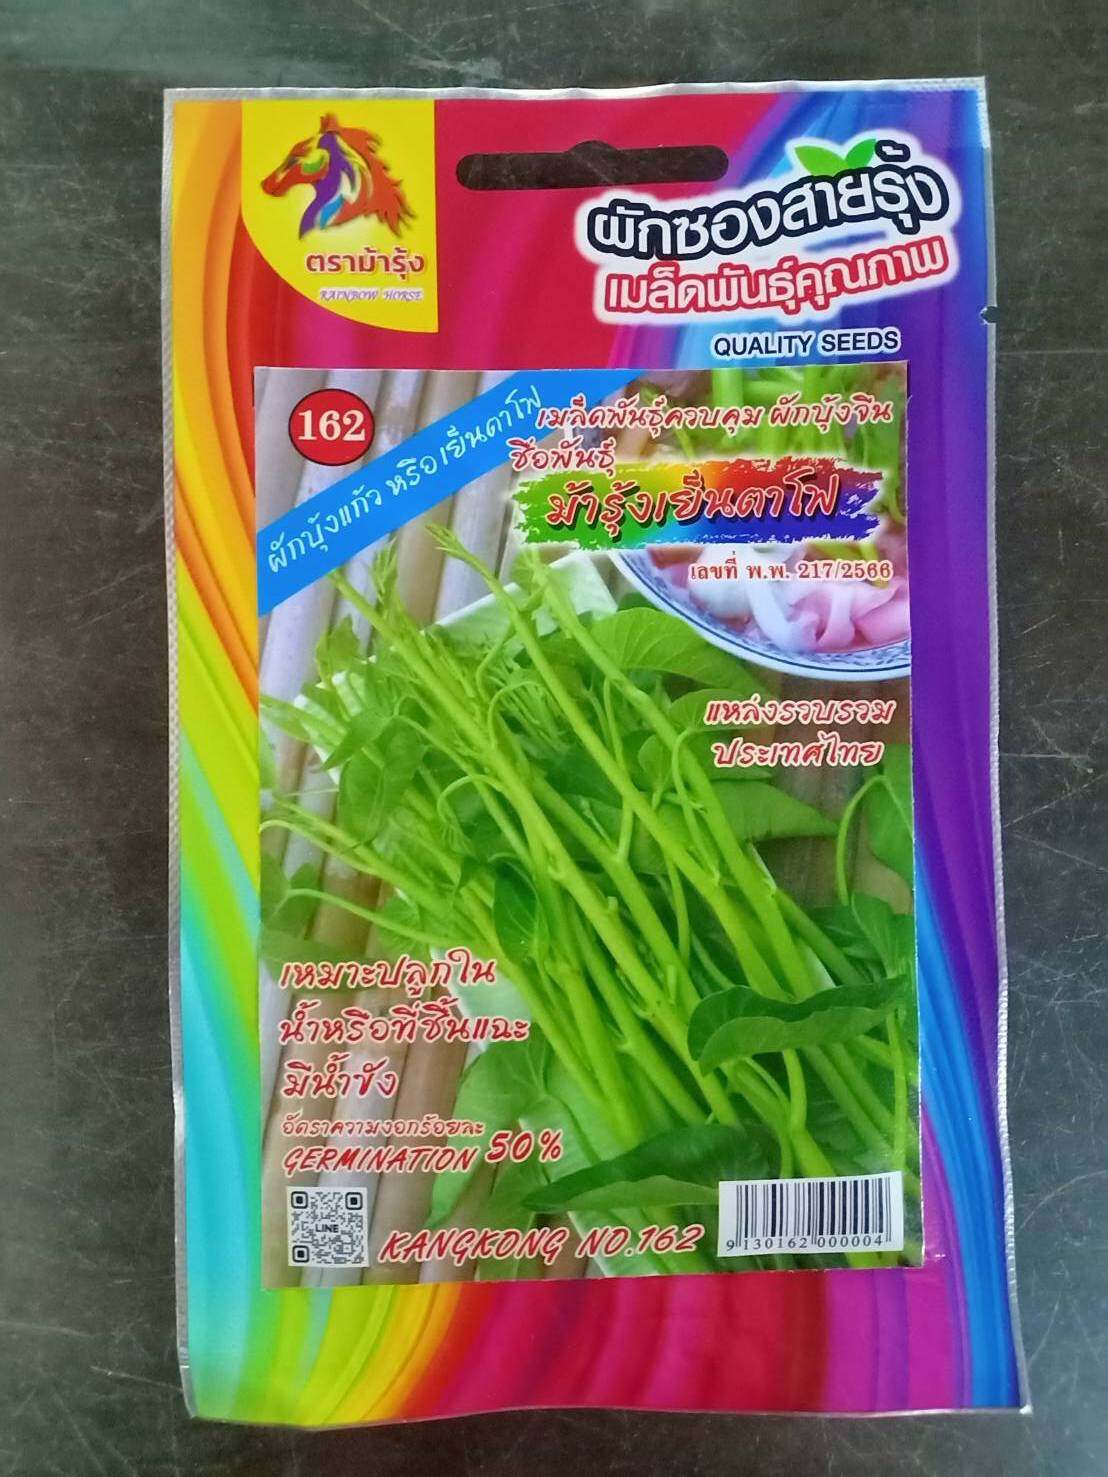 ตราม้ารุ้ง
RAINBOW HORSE
ผักซองสายรุ้ง
เมล็ดพันธุ์คุณภาพ
QUALITY SEEDS
162
ผักบุ้งแก้ว หรือเย็นตาโฟ
เมล็ดพันธุ์ควบคุม ผักบุ้งจีน
ชื่อพันธุ์
ม้ารุ้งเย็นตาโฟ
เลขที่ พ.พ. 217/2566
แหล่งรวบรวม
ประเทศไทย
เหมาะปลูกใน
น้ำหรือที่ชื้นแฉะ
มีน้ำขัง
อัตราความงอกร้อยละ
GERMINATION 50%
LINE
KANGKONG NO.162
9 130162 000004